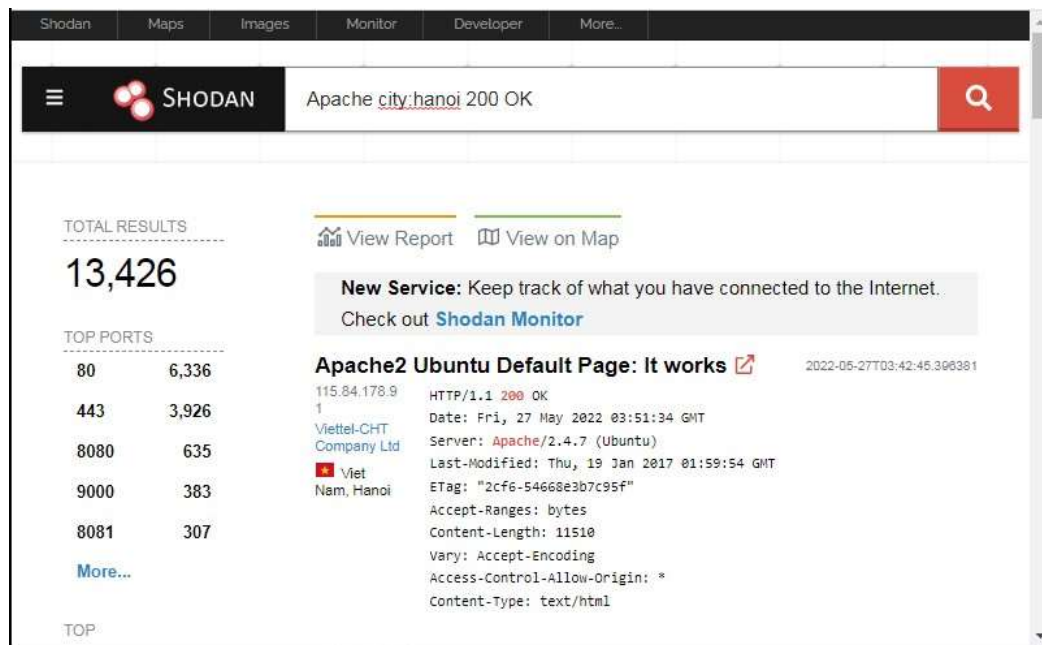 Shodan Maps Images Monitor Developer More...
SHODAN
Apache city:hanoi 200 OK
TOTAL RESULTS
13,426
TOP PORTS
80 6,336
443 3,926
8080 635
9000 383
8081 307
More...
TOP
View Report View on Map
New Service: Keep track of what you have connected to the Internet.
Check out Shodan Monitor
Apache2 Ubuntu Default Page: It works
2022-05-27T03:42:45.396381
115.84.178.9
1
Viettel-CHT
Company Ltd
Viet
Nam, Hanoi
HTTP/1.1 200 OK
Date: Fri, 27 May 2022 03:51:34 GMT
Server: Apache/2.4.7 (Ubuntu)
Last-Modified: Thu, 19 Jan 2017 01:59:54 GMT
ETag: "2cf6-54668e3b7c95f"
Accept-Ranges: bytes
Content-Length: 11510
Vary: Accept-Encoding
Access-Control-Allow-Origin: *
Content-Type: text/html